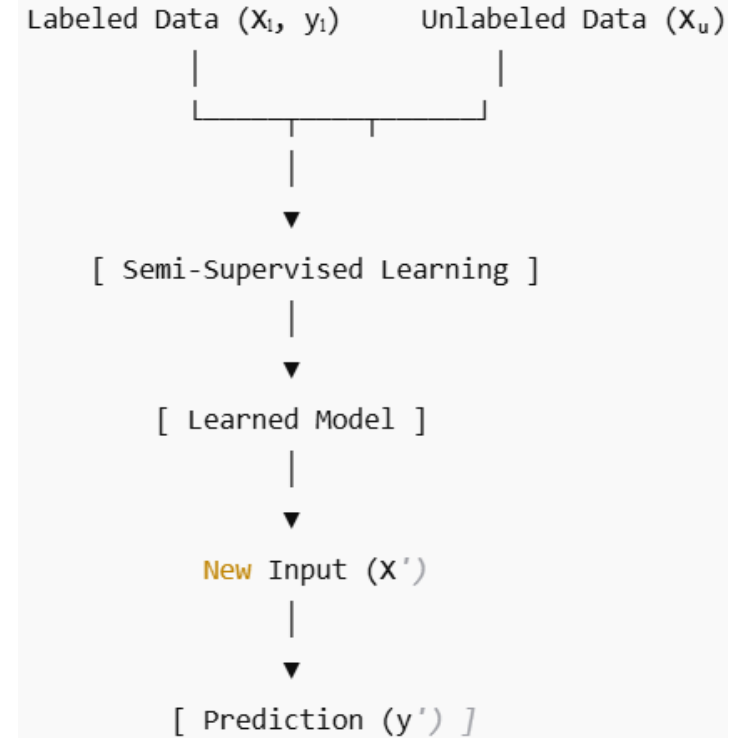 Labeled Data (Xₗ, yₗ)     Unlabeled Data (Xᵤ)
[ Semi-Supervised Learning ]
[ Learned Model ]
New Input (X')
[ Prediction (y') ]